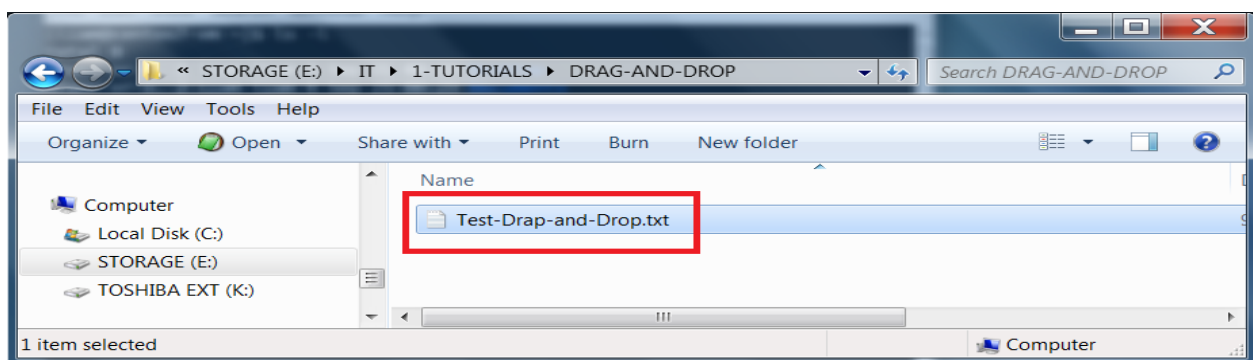 « STORAGE (E:) IT 1-TUTORIALS DRAG-AND-DROP Search DRAG-AND-DROP
File Edit View Tools Help
Organize Open Share with Print Burn New folder
Name
Computer
Test-Drap-and-Drop.txt
Local Disk (C:)
STORAGE (E:)
TOSHIBA EXT (K:)
1 item selected Computer